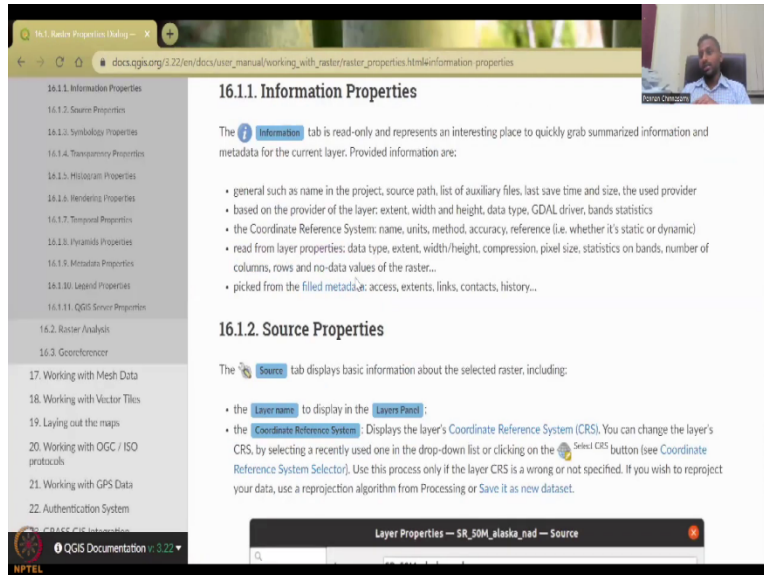 16.1. Raster Properties Dialog —
docs.qgis.org/3.22/en/docs/user_manual/working_with_raster/raster_properties.html#information-properties
Ponnan Chinnasami
16.1.1. Information Properties
16.1.2. Source Properties
16.1.3. Symbology Properties
16.1.4. Transparency Properties
16.1.5. Histogram Properties
16.1.6. Rendering Properties
16.1.7. Temporal Properties
16.1.8. Pyramids Properties
16.1.9. Metadata Properties
16.1.10. Legend Properties
16.1.11. QGIS Server Properties
16.2. Raster Analysis
16.3. Georeferencer
17. Working with Mesh Data
18. Working with Vector Tiles
19. Laying out the maps
20. Working with OGC / ISO
protocols
21. Working with GPS Data
22. Authentication System
QGIS Documentation v: 3.22
NPTEL
16.1.1. Information Properties
The Information tab is read-only and represents an interesting place to quickly grab summarized information and
metadata for the current layer. Provided information are:
• general such as name in the project, source path, list of auxiliary files, last save time and size, the used provider
• based on the provider of the layer: extent, width and height, data type, GDAL driver, bands statistics
• the Coordinate Reference System: name, units, method, accuracy, reference (i.e. whether it's static or dynamic)
• read from layer properties: data type, extent, width/height, compression, pixel size, statistics on bands, number of
columns, rows and no-data values of the raster...
• picked from the filled metadata: access, extents, links, contacts, history...
16.1.2. Source Properties
The Source tab displays basic information about the selected raster, including:
• the Layer name to display in the Layers Panel;
• the Coordinate Reference System: Displays the layer's Coordinate Reference System (CRS). You can change the layer's
CRS, by selecting a recently used one in the drop-down list or clicking on the Select CRS button (see Coordinate
Reference System Selector). Use this process only if the layer CRS is a wrong or not specified. If you wish to reproject
your data, use a reprojection algorithm from Processing or Save it as new dataset.
Layer Properties — SR_50M_alaska_nad — Source